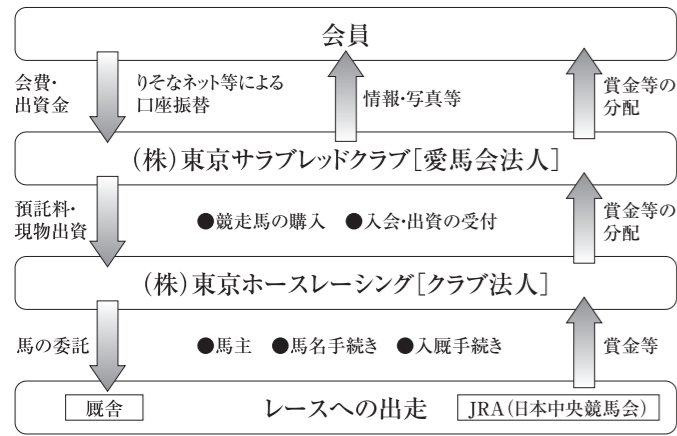 会員
会費・
出資金
りそなネット等による
口座振替
情報・写真等
賞金等の
分配
(株)東京サラブレッドクラブ[愛馬会法人]
預託料・
現物出資
●競走馬の購入 ●入会・出資の受付
賞金等の
分配
(株)東京ホースレーシング[クラブ法人]
馬の委託
●馬主 ●馬名手続き ●入厩手続き
賞金等
厩舎
レースへの出走
JRA(日本中央競馬会)